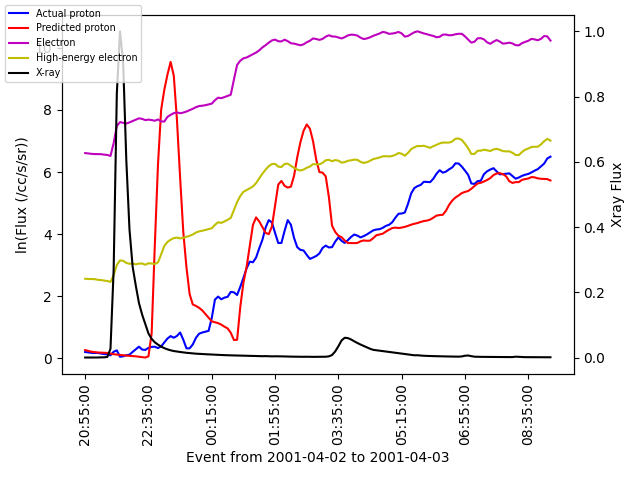 Actual proton
Predicted proton
Electron
High-energy electron
X-ray
10
8
6
4
2
0
ln(Flux (/cc/s/sr))
1.0
0.8
0.6
0.4
0.2
0.0
Xray Flux
20:55:00
22:35:00
00:15:00
01:55:00
03:35:00
05:15:00
06:55:00
08:35:00
Event from 2001-04-02 to 2001-04-03